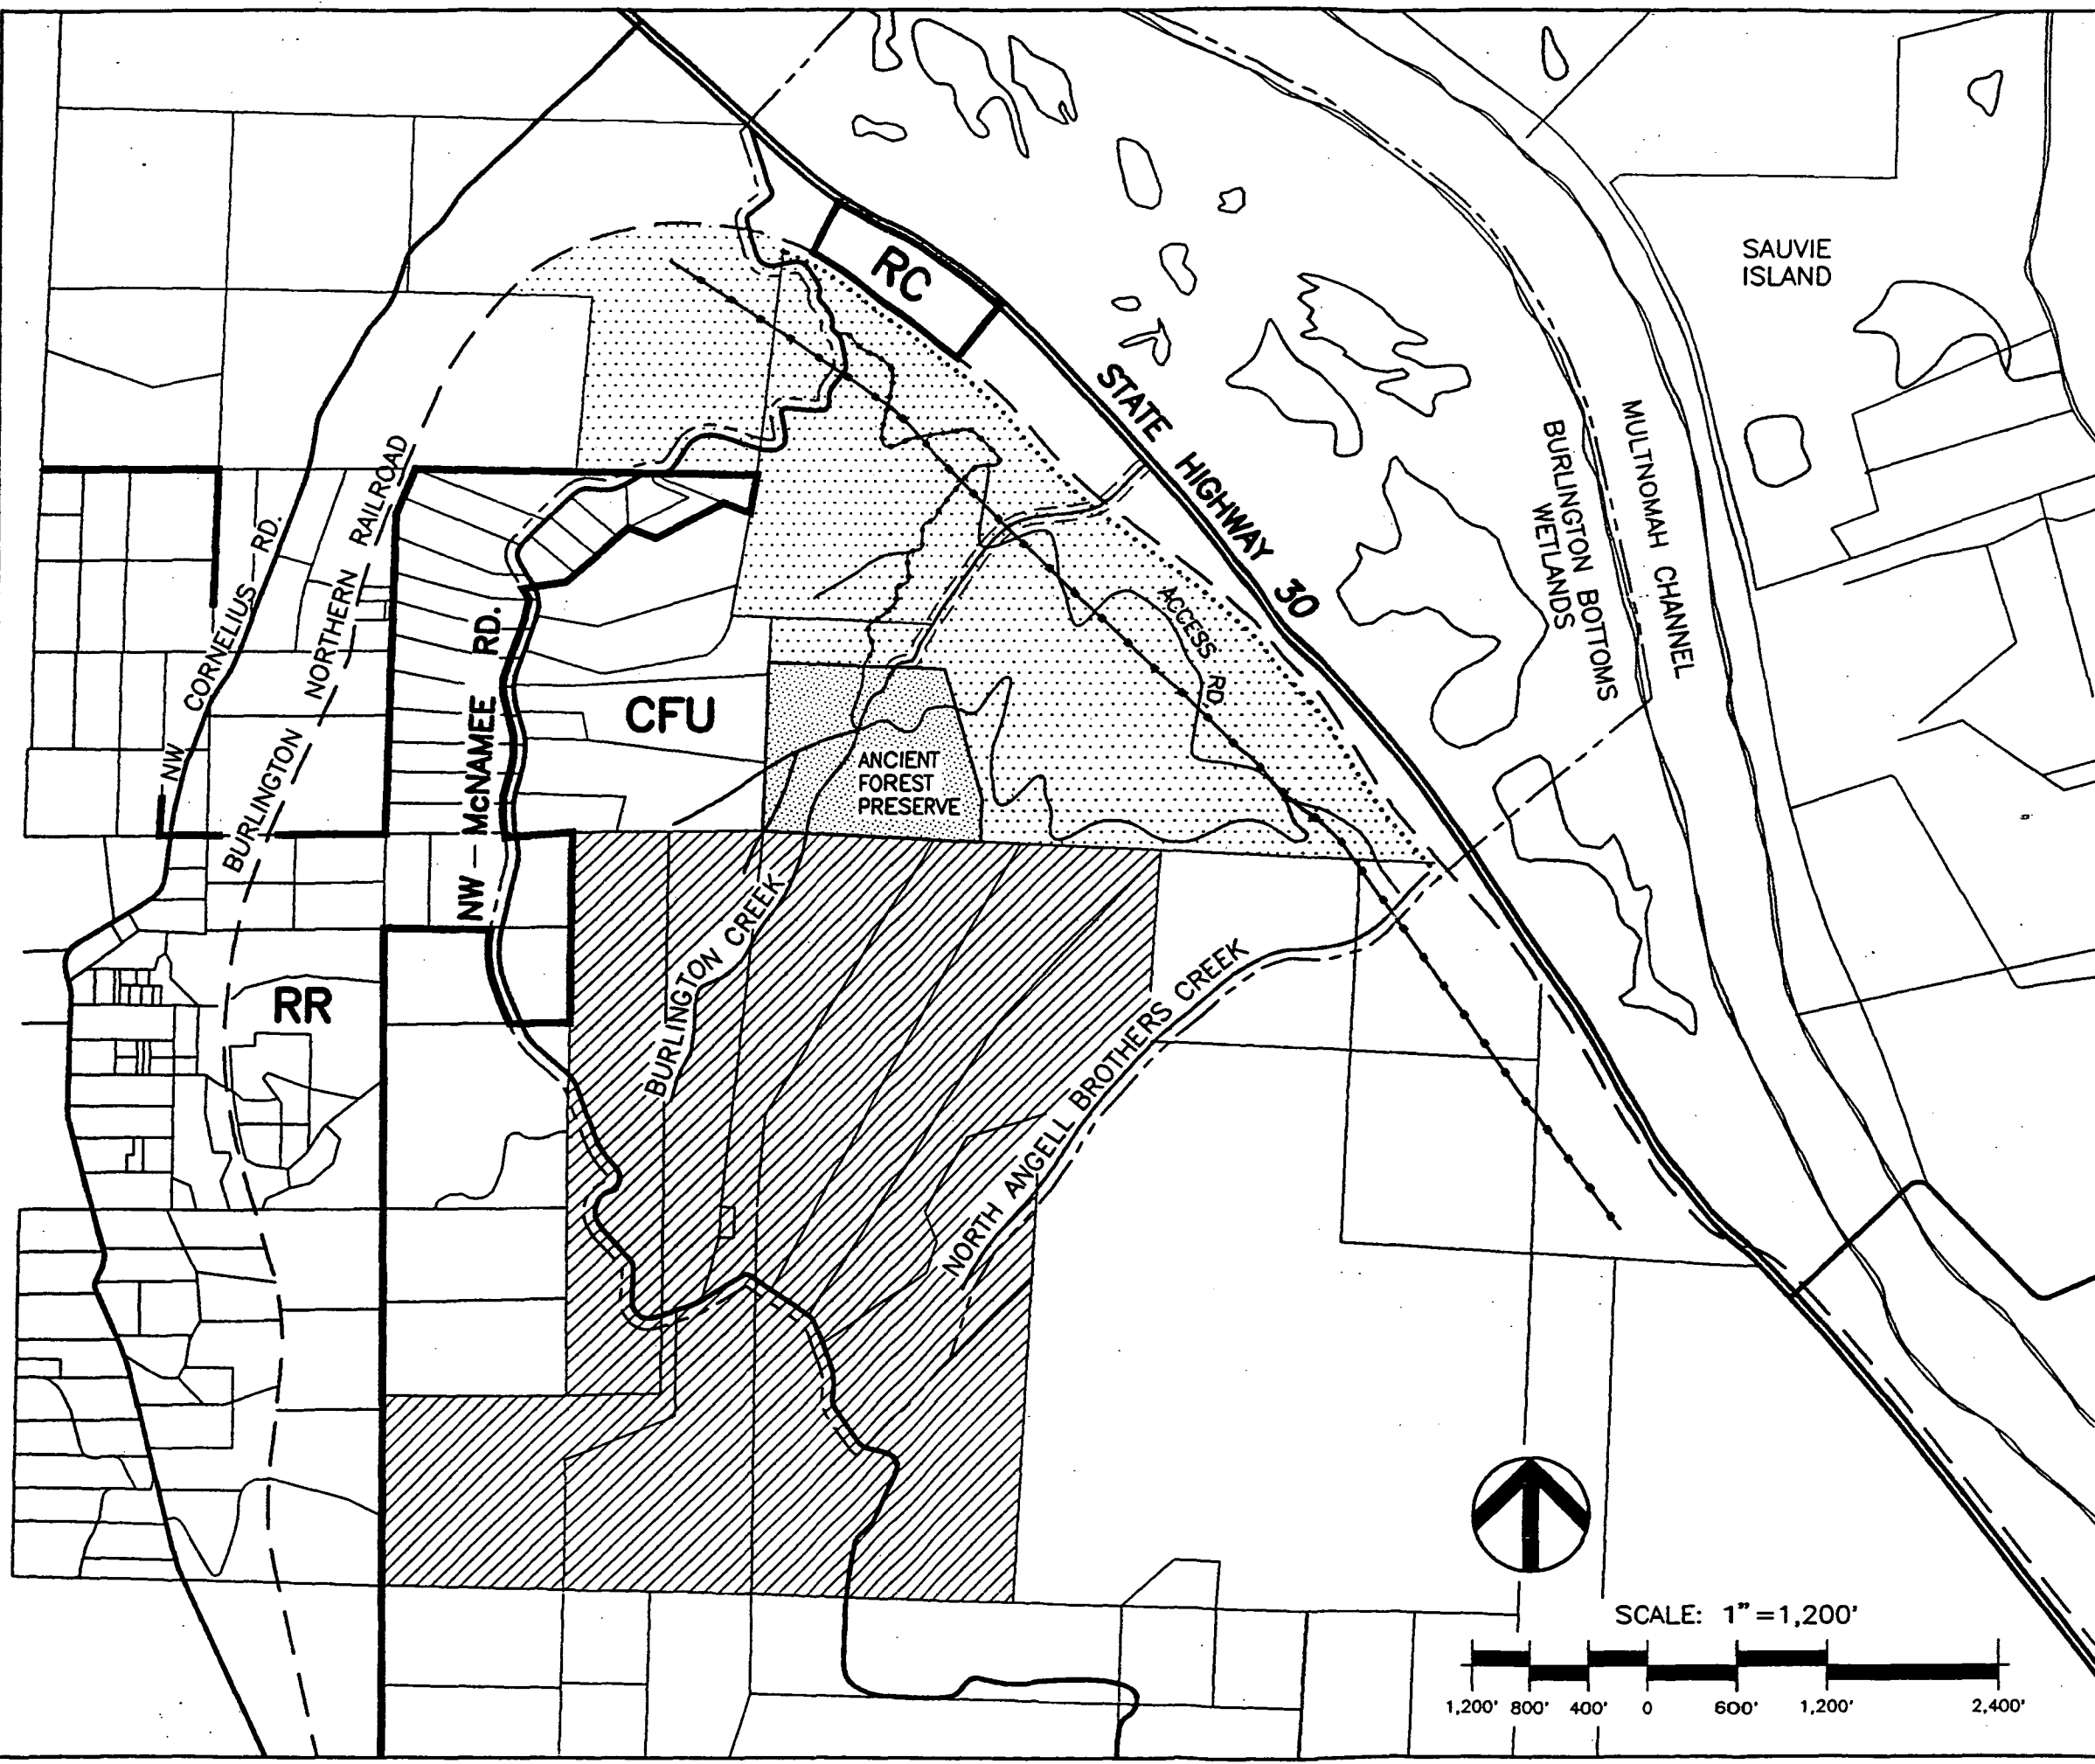 SAUVIE
ISLAND
RC
STATE HIGHWAY 30
MULTNOMAH CHANNEL
BURLINGTON BOTTOMS
WETLANDS
NW CORNELIUS RD.
BURLINGTON NORTHERN RAILROAD
NW McNAMEE RD.
CFU
ACCESS RD.
ANCIENT
FOREST
PRESERVE
BURLINGTON CREEK
RR
NORTH ANGELL BROTHERS CREEK
SCALE: 1"=1,200'
1,200' 800' 400' 0 600' 1,200' 2,400'